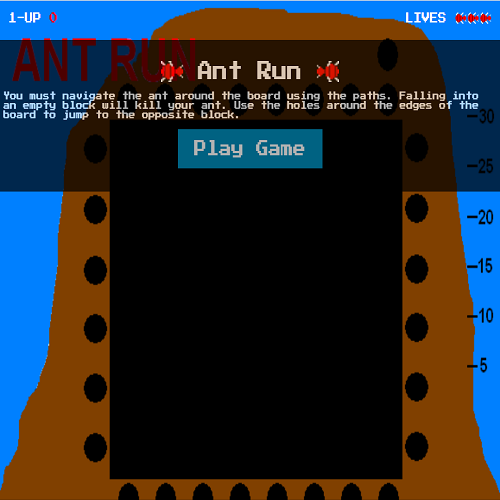 1-UP 0
LIVES
ANT RUN
Ant Run
You must navigate the ant around the board using the paths. Falling into
an empty block will kill your ant. Use the holes around the edges of the
board to jump to the opposite block.
Play Game
-30
-25
-20
-15
-10
-5